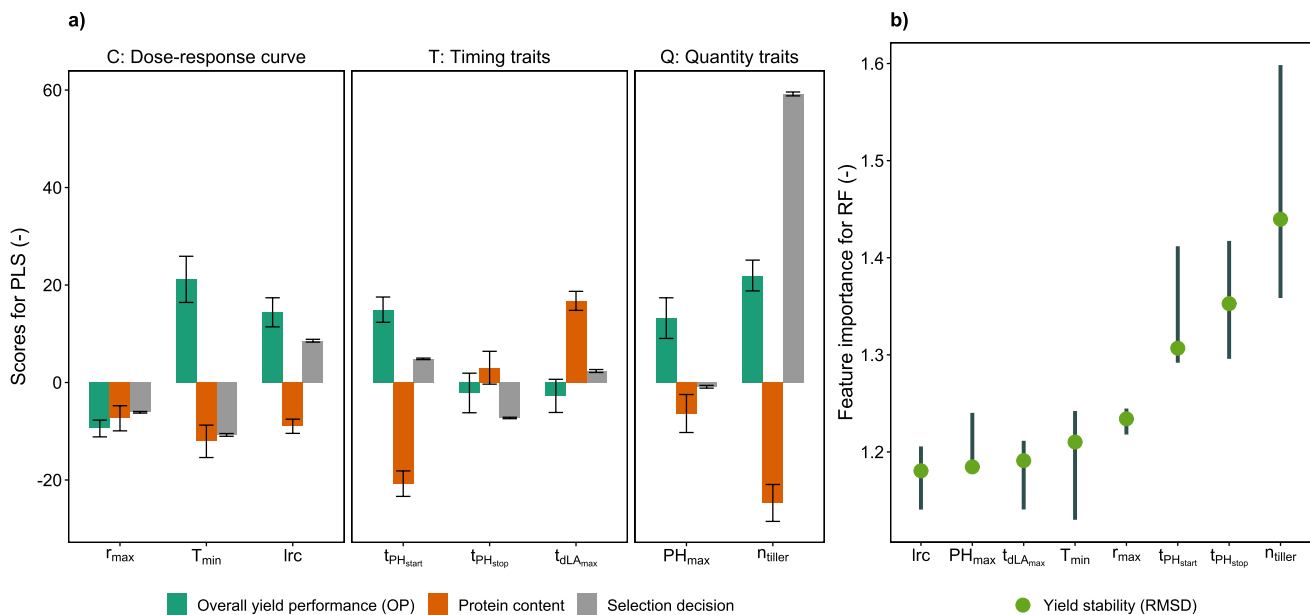 a)
C: Dose-response curve
T: Timing traits
Q: Quantity traits
Scores for PLS (-)
60
40
20
0
-20
r_max
T_min
lrc
t_PH_start
t_PH_stop
t_dLA_max
PH_max
n_tiller
Overall yield performance (OP)
Protein content
Selection decision
b)
Feature importance for RF (-)
1.6
1.5
1.4
1.3
1.2
lrc
PH_max
t_dLA_max
T_min
r_max
t_PH_start
t_PH_stop
n_tiller
Yield stability (RMSD)